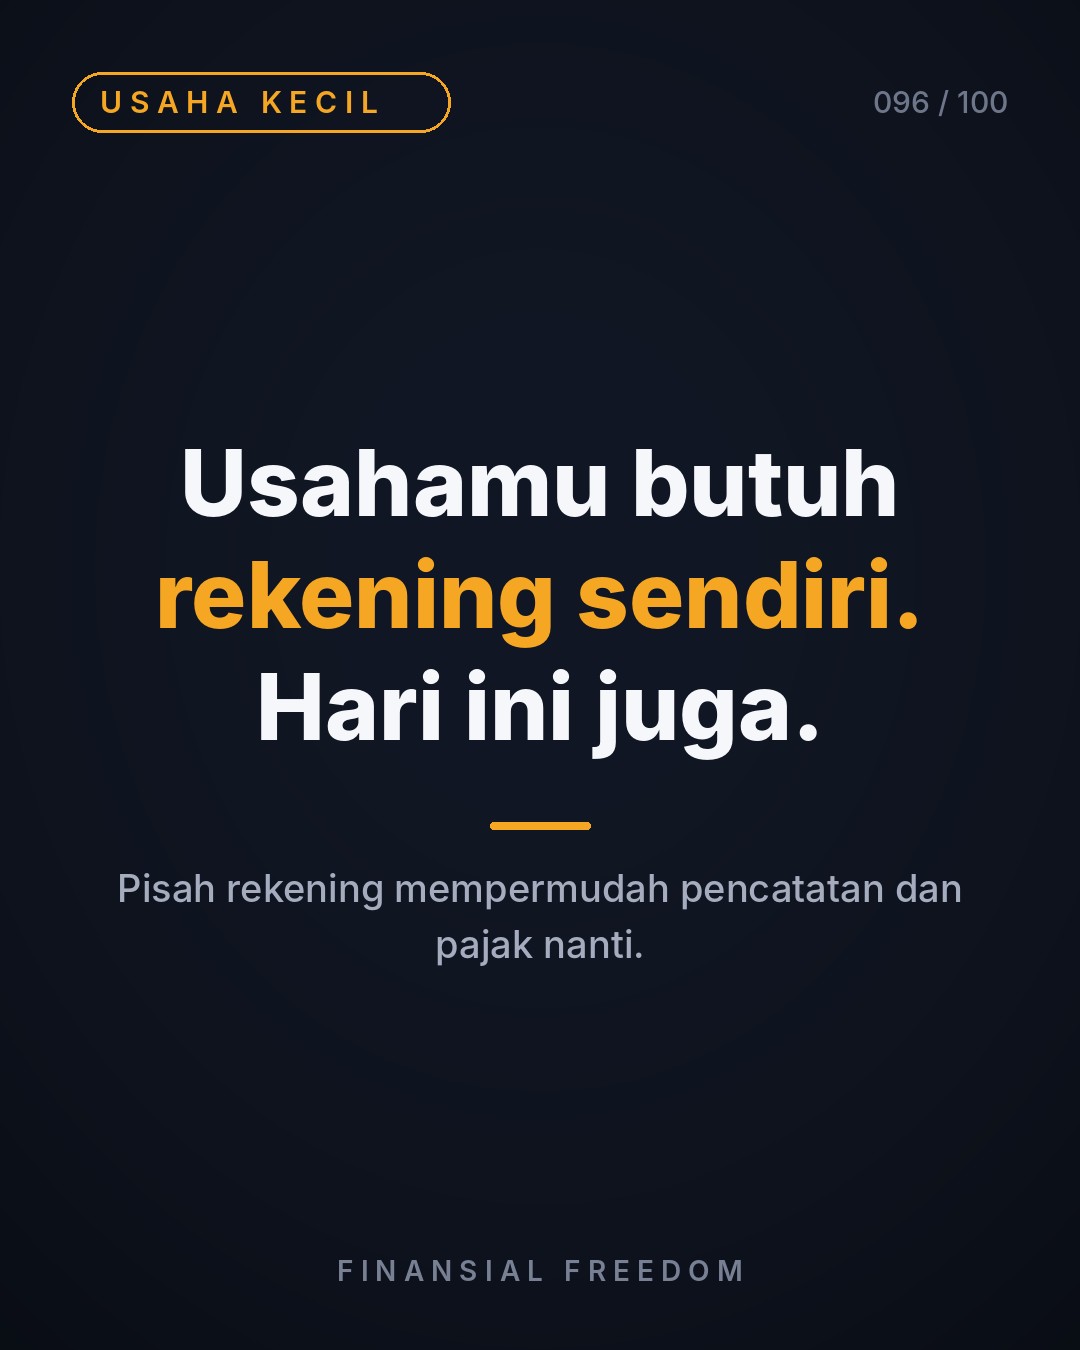 USAHA KECIL
096 / 100
Usahamu butuh
rekening sendiri.
Hari ini juga.
Pisah rekening mempermudah pencatatan dan
pajak nanti.
FINANSIAL FREEDOM